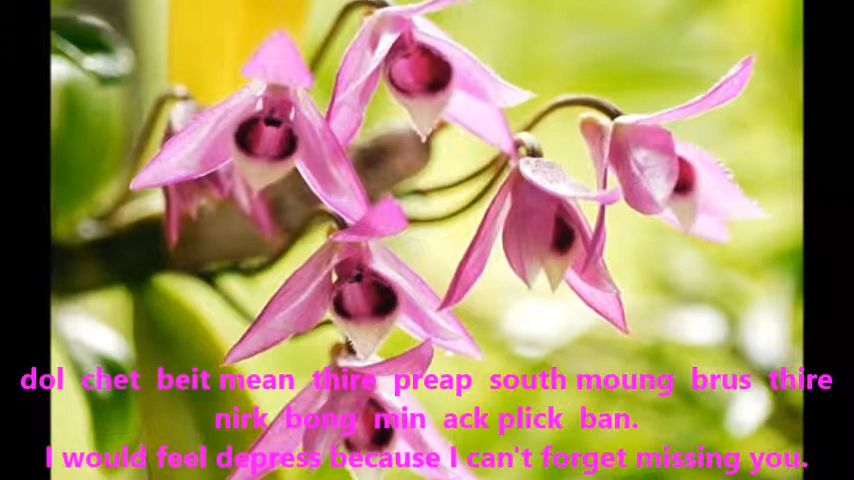 dol chet beit mean thire preap south moung brus thire
nirk bong min ack plick ban.
I would feel depress because I can't forget missing you.